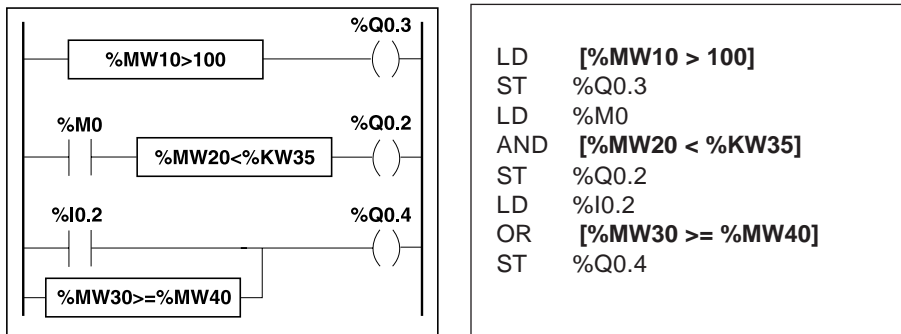 %Q0.3
%MW10>100
%M0
%Q0.2
%MW20<%KW35
%I0.2
%Q0.4
%MW30>=%MW40
LD [%MW10 > 100]
ST %Q0.3
LD %M0
AND [%MW20 < %KW35]
ST %Q0.2
LD %I0.2
OR [%MW30 >= %MW40]
ST %Q0.4